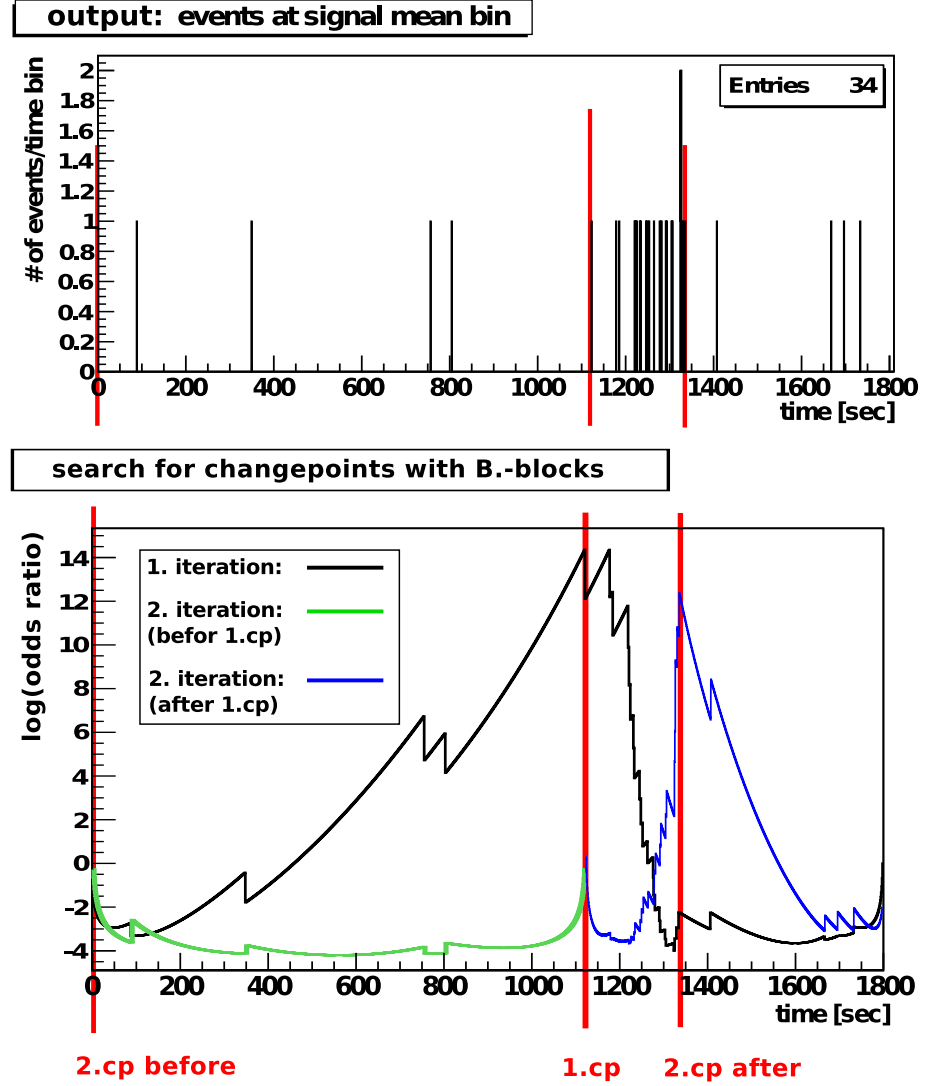 output: events at signal mean bin
# of events/time bin
2
1.8
1.6
1.4
1.2
1
0.8
0.6
0.4
0.2
0
Entries 34
0 200 400 600 800 1000 1200 1400 1600 1800
time [sec]
search for changepoints with B.-blocks
log(odds ratio)
14
12
10
8
6
4
2
0
-2
-4
1. iteration:
2. iteration:
(befor 1.cp)
2. iteration:
(after 1.cp)
0 200 400 600 800 1000 1200 1400 1600 1800
time [sec]
2.cp before 1.cp 2.cp after